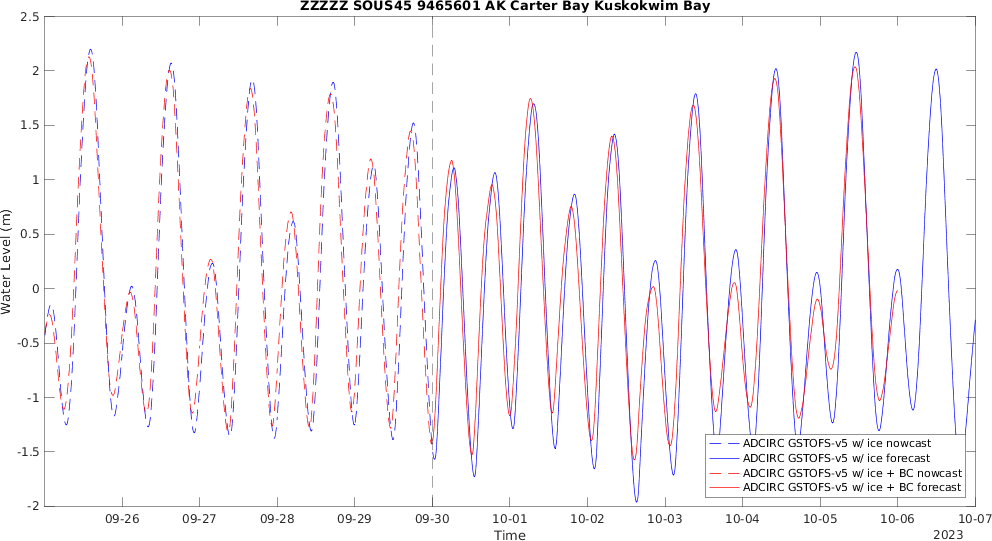 ZZZZZ SOUS45 9465601 AK Carter Bay Kuskokwim Bay
2.5
2
1.5
1
0.5
0
-0.5
-1
-1.5
-2
Water Level (m)
09-26 09-27 09-28 09-29 09-30 10-01 10-02 10-03 10-04 10-05 10-06 10-07
Time
2023
ADCIRC GSTOFS-v5 w/ ice nowcast
ADCIRC GSTOFS-v5 w/ ice forecast
ADCIRC GSTOFS-v5 w/ ice + BC nowcast
ADCIRC GSTOFS-v5 w/ ice + BC forecast